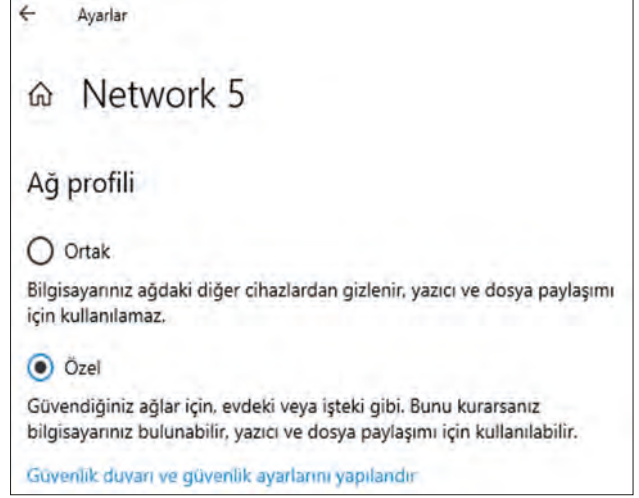 Ayarlar
Network 5
Ağ profili
Ortak
Bilgisayarınız ağdaki diğer cihazlardan gizlenir, yazıcı ve dosya paylaşımı
için kullanılamaz.
Özel
Güvendiğiniz ağlar için, evdeki veya işteki gibi. Bunu kurarsanız
bilgisayarınız bulunabilir, yazıcı ve dosya paylaşımı için kullanılabilir.
Güvenlik duvarı ve güvenlik ayarlarını yapılandır